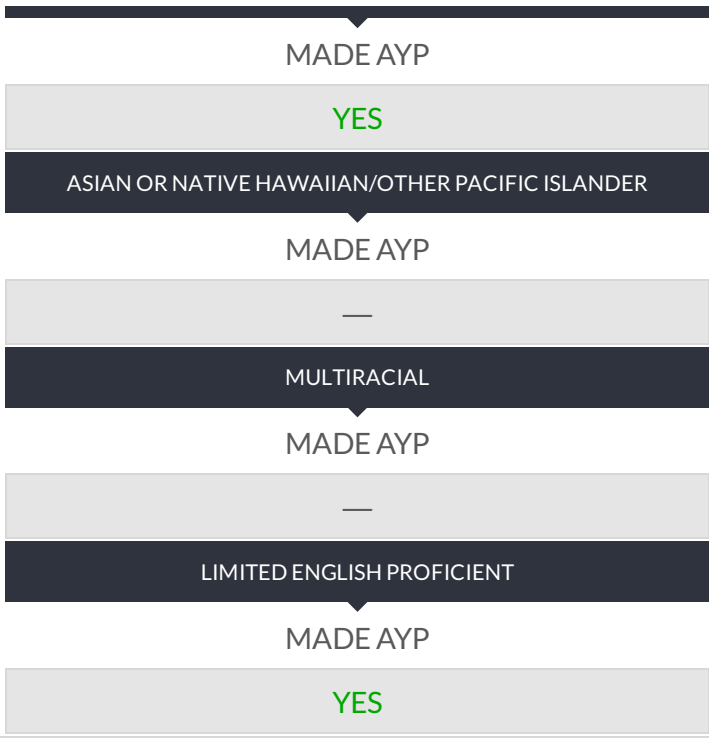 MADE AYP
YES
ASIAN OR NATIVE HAWAIIAN/OTHER PACIFIC ISLANDER
MADE AYP
—
MULTIRACIAL
MADE AYP
—
LIMITED ENGLISH PROFICIENT
MADE AYP
YES